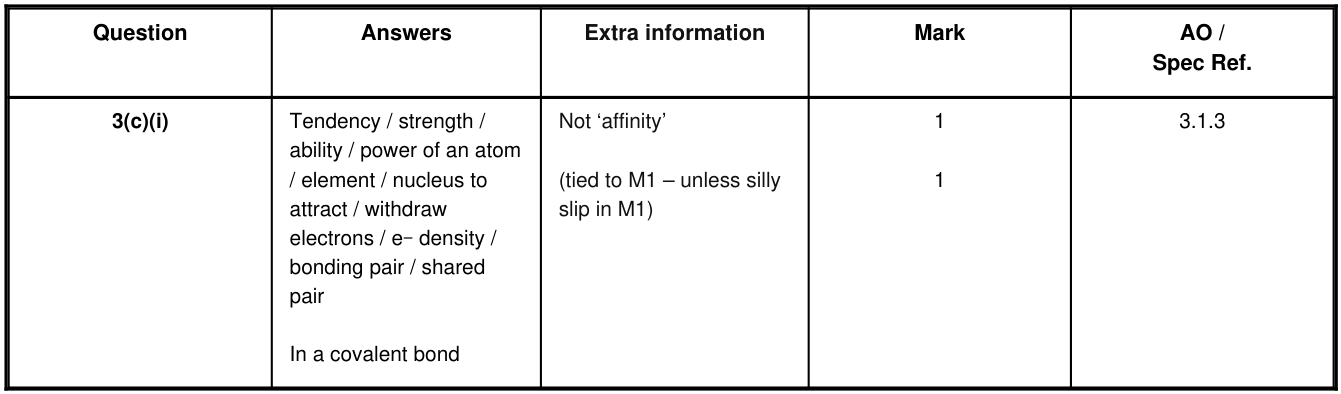 Question
Answers
Extra information
Mark
AO /
Spec Ref.
3(c)(i)
Tendency / strength /
ability / power of an atom
/ element / nucleus to
attract / withdraw
electrons / e− density /
bonding pair / shared
pair
In a covalent bond
Not ‘affinity’
(tied to M1 – unless silly
slip in M1)
1
1
3.1.3